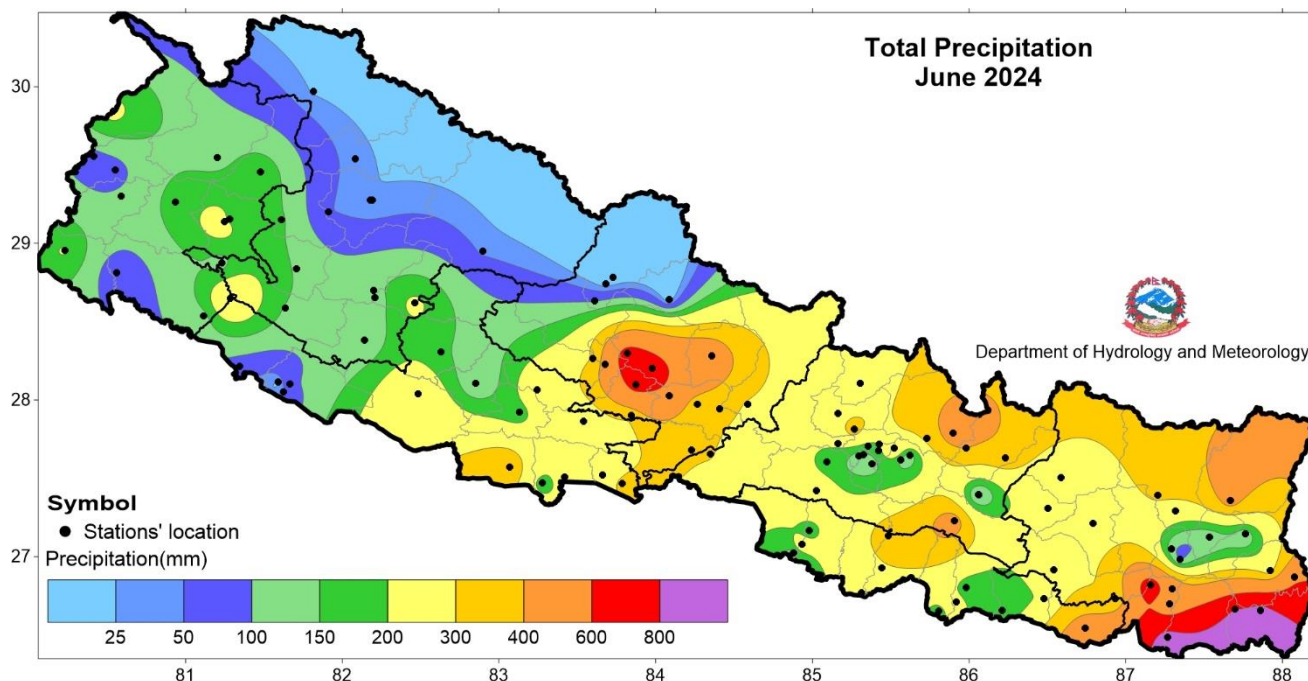 Total Precipitation
June 2024
30
29
28
27
Department of Hydrology and Meteorology
Symbol
Stations' location
Precipitation(mm)
25 50 100 150 200 300 400 600 800
81 82 83 84 85 86 87 88